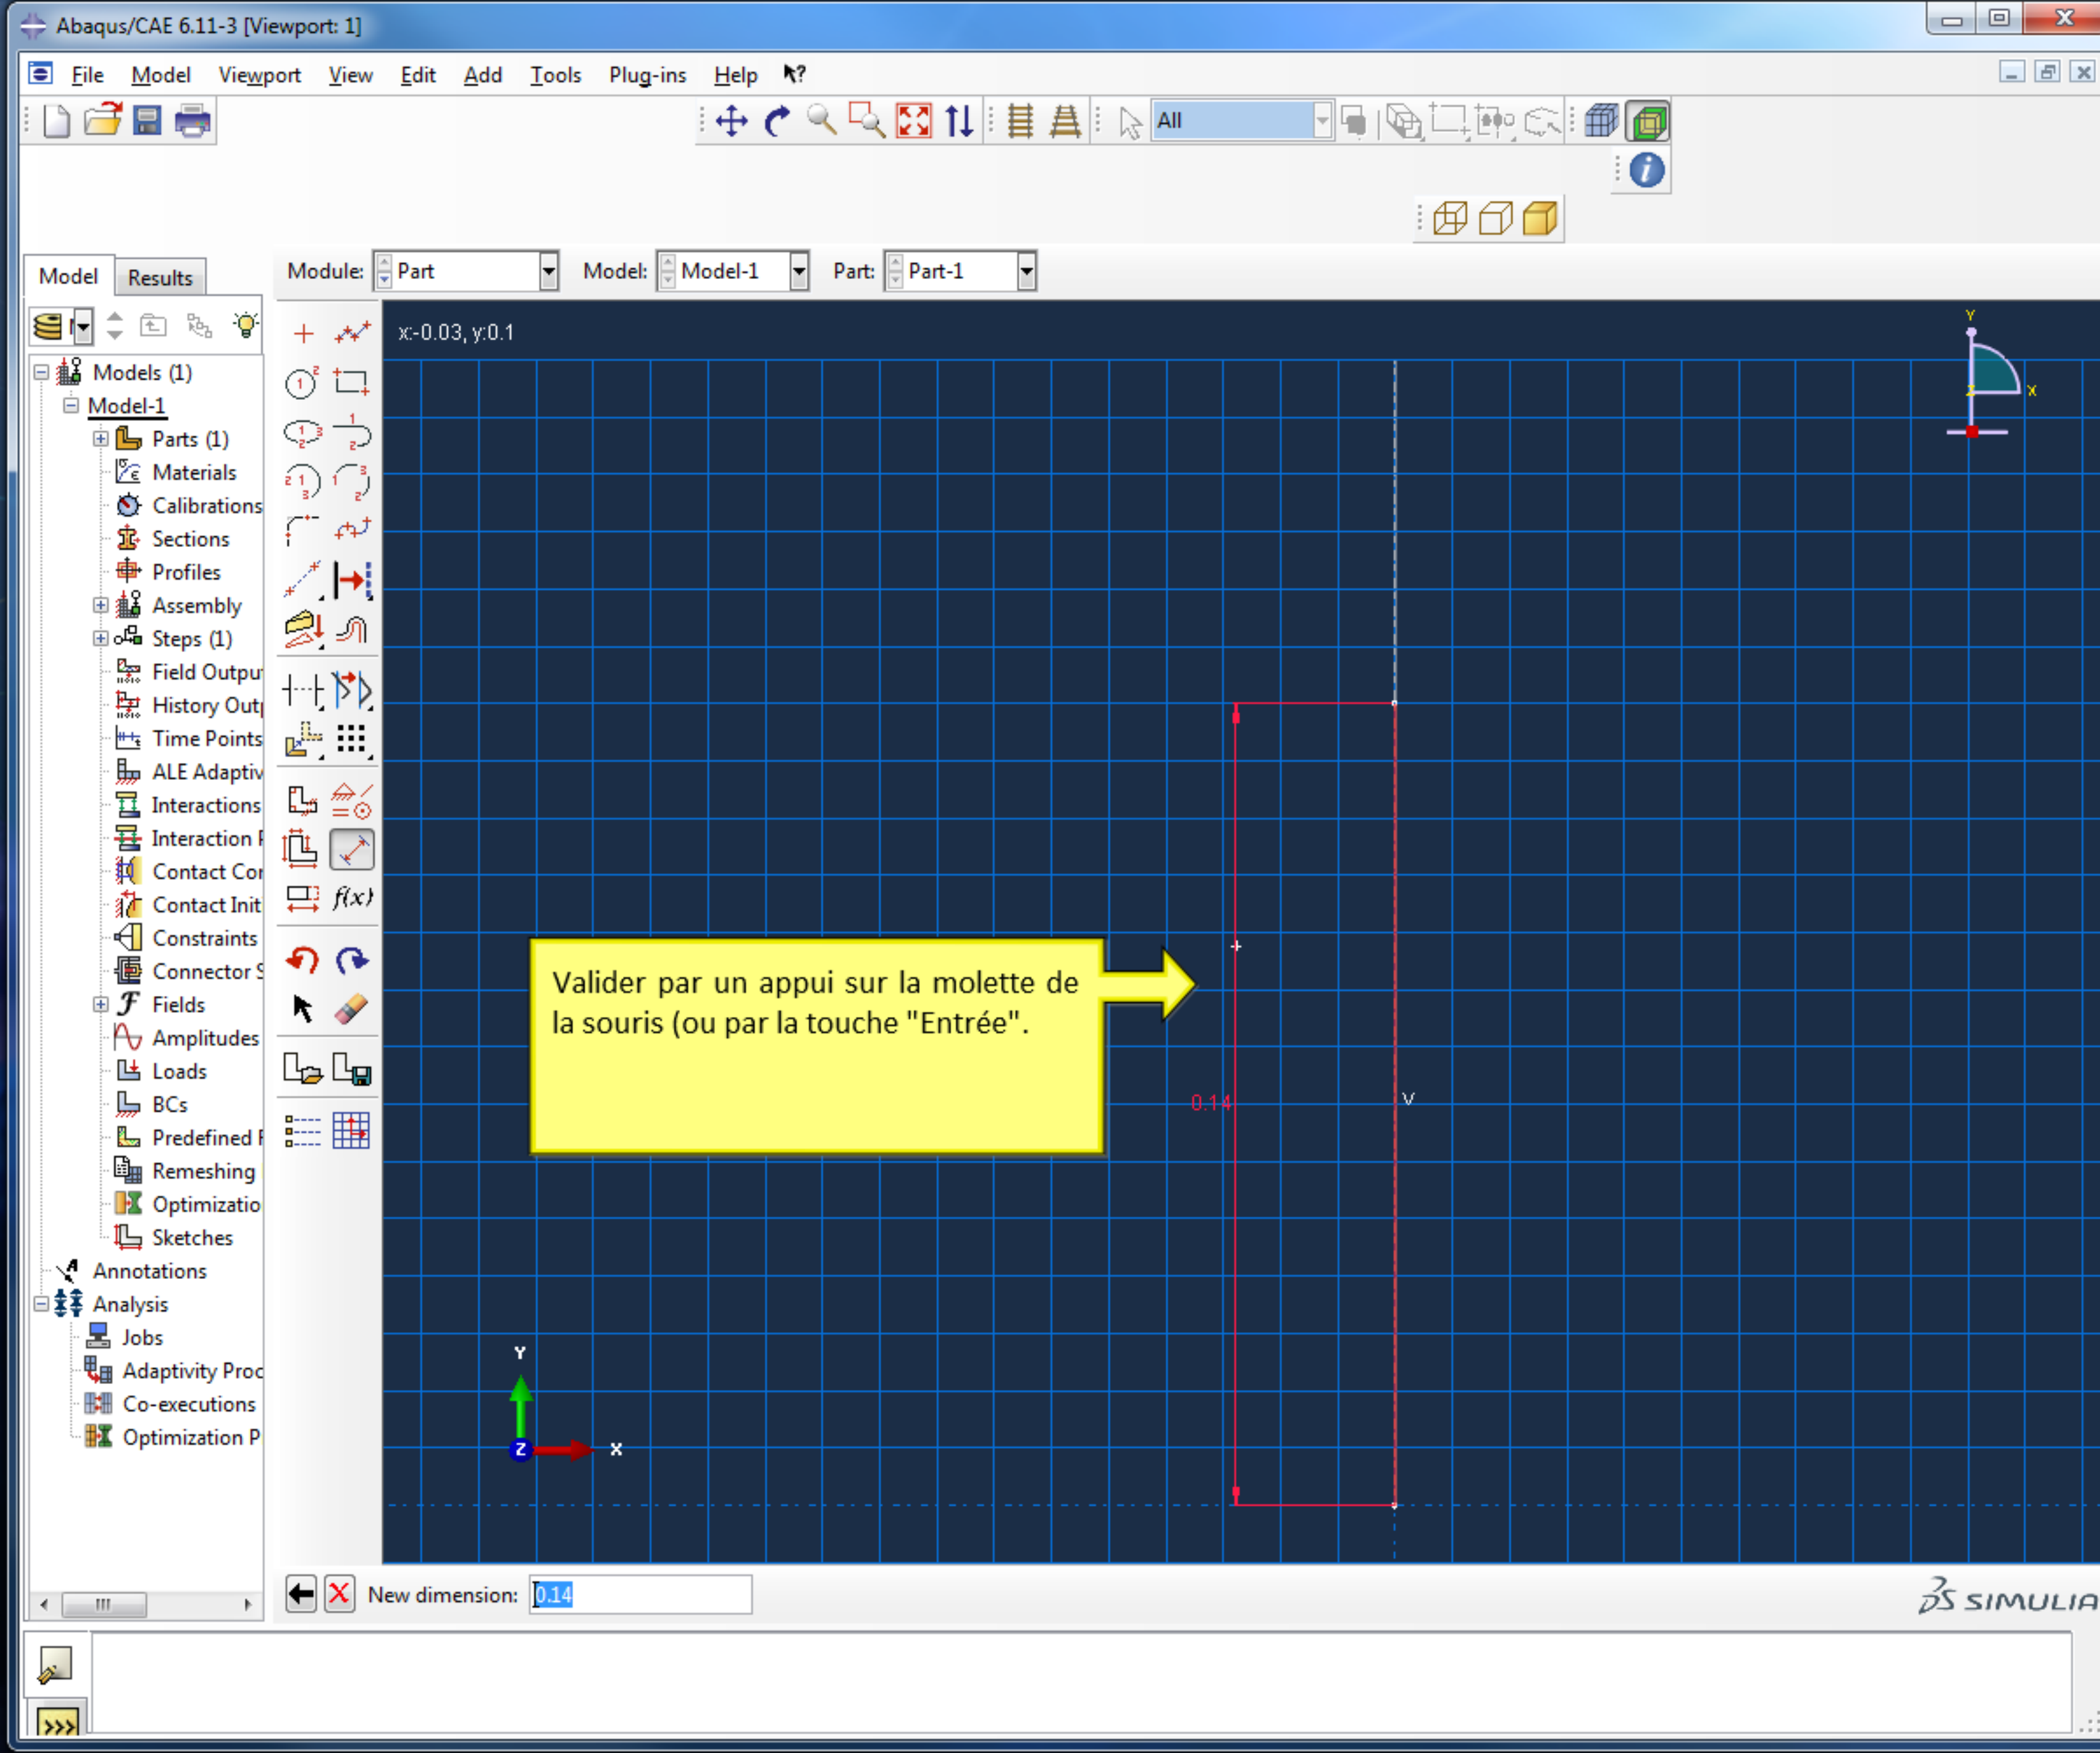 Abaqus/CAE 6.11-3 [Viewport: 1]
File Model Viewport View Edit Add Tools Plug-ins Help ?
All
i
Model Results
Module: Part Model: Model-1 Part: Part-1
x:-0.03, y:0.1
Y
X
Models (1)
Model-1
Parts (1)
Materials
Calibrations
Sections
Profiles
Assembly
Steps (1)
Field Outpu
History Out
Time Points
ALE Adaptiv
Interactions
Interaction
Contact Co
Contact Init
Constraints
Connector S
Fields
Amplitudes
Loads
BCs
Predefined
Remeshing
Optimizatio
Sketches
Annotations
Analysis
Jobs
Adaptivity Proc
Co-executions
Optimization P
f(x)
Valider par un appui sur la molette de
la souris (ou par la touche "Entrée".
0.14
V
Y
Z X
New dimension: 0.14
SIMULIA
>>>